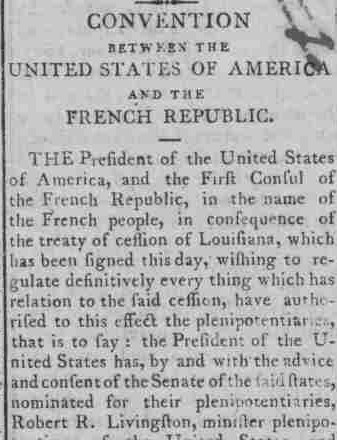 CONVENTION
BETWEEN THE
UNITED STATES OF AMERICA
AND THE
FRENCH REPUBLIC.
THE Preſident of the United States
of America, and the Firſt Conſul of
the French Republic, in the name of
the French people, in conſequence of
the treaty of ceſſion of Louiſiana, which
has been ſigned this day, wiſhing to re-
gulate definitively every thing which has
relation to the ſaid ceſſion, have autho-
riſed to this effect the plenipotentiaries,
that is to ſay : the Preſident of the U-
nited States has, by and with the advice
and conſent of the Senate of the ſaid ſtates,
nominated for their plenipotentiaries,
Robert R. Livingſton, miniſter plenipo-
of the United States